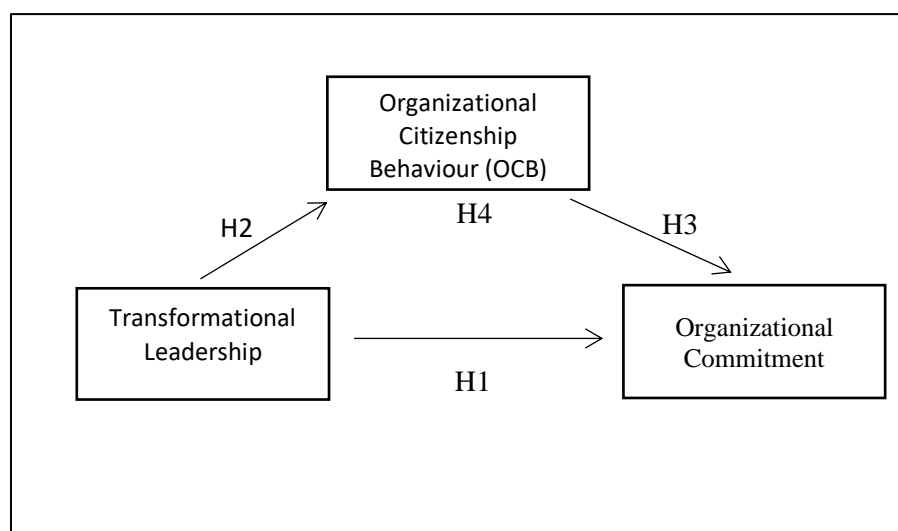 Organizational
Citizenship
Behaviour (OCB)
H4
H2
H3
Transformational
Leadership
Organizational
Commitment
H1